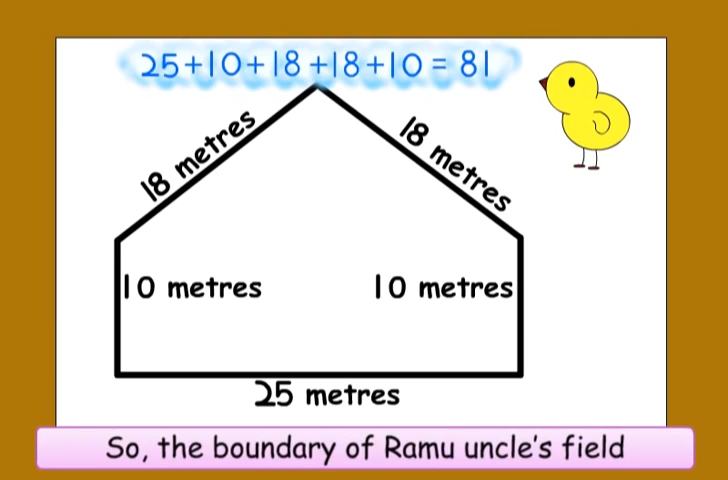 25+10+18+18+10 = 81
18 metres
18 metres
10 metres
10 metres
25 metres
So, the boundary of Ramu uncle's field